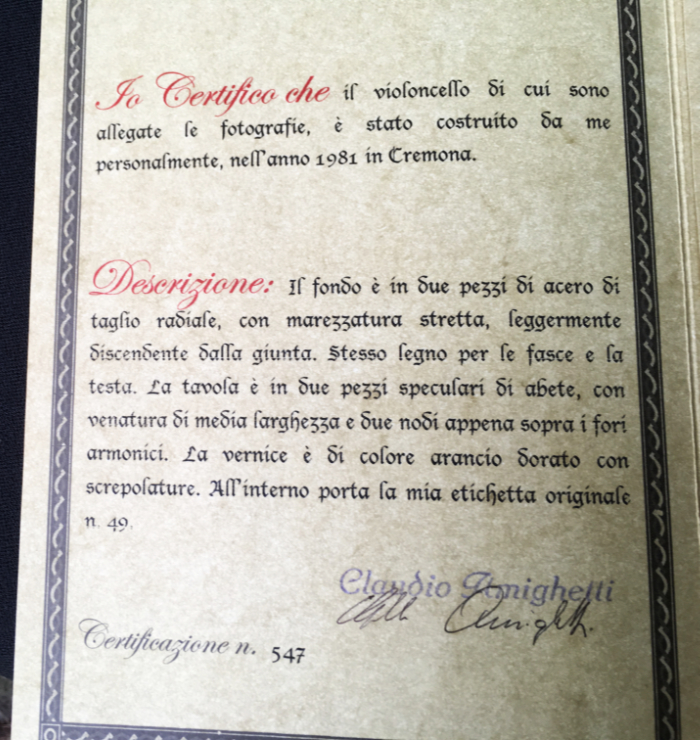 Io Certifico che il violoncello di cui sono
allegate le fotografie, è stato costruito da me
personalmente, nell'anno 1981 in Cremona.
Descrizione: Il fondo è in due pezzi di acero di
taglio radiale, con marezzatura stretta, leggermente
discendente dalla giunta. Stesso legno per le fasce e la
testa. La tavola è in due pezzi speculari di abete, con
venatura di media larghezza e due nodi appena sopra i fori
armonici. La vernice è di colore arancio dorato con
screpolature. All'interno porta la mia etichetta originale
n. 49.
Claudio Amighetti
Certificazione n. 547